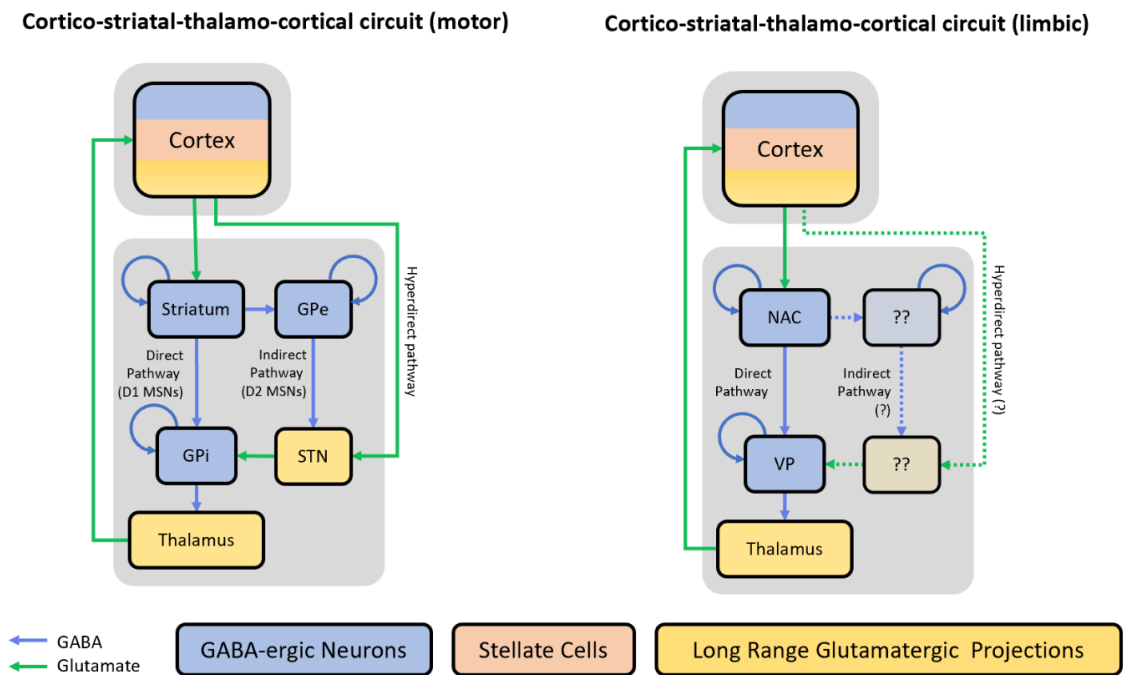 Cortico-striatal-thalamo-cortical circuit (motor)
Cortex
Striatum
GPe
Direct
Pathway
(D1 MSNs)
Indirect
Pathway
(D2 MSNs)
Hyperdirect pathway
GPi
STN
Thalamus
Cortico-striatal-thalamo-cortical circuit (limbic)
Cortex
NAC
??
Direct
Pathway
Indirect
Pathway
(?)
Hyperdirect pathway (?)
VP
??
Thalamus
GABA
Glutamate
GABA-ergic Neurons
Stellate Cells
Long Range Glutamatergic Projections